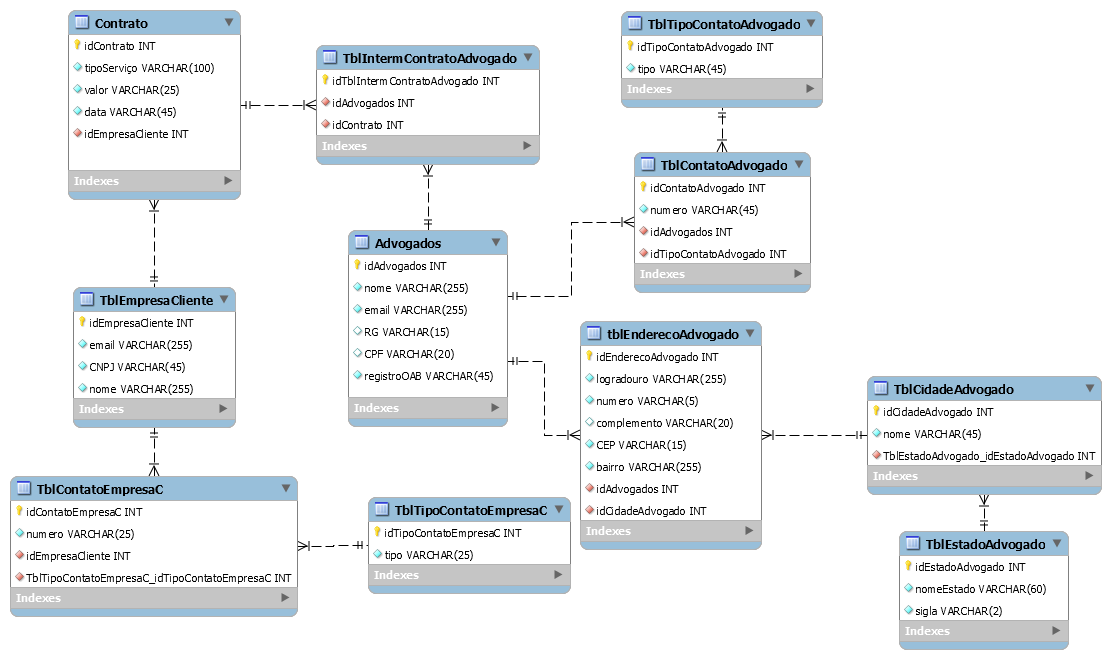 Contrato
idContrato INT
tipoServiço VARCHAR(100)
valor VARCHAR(25)
data VARCHAR(45)
idEmpresaCliente INT
Indexes
TblIntermContratoAdvogado
idTblIntermContratoAdvogado INT
idAdvogados INT
idContrato INT
Indexes
TblTipoContatoAdvogado
idTipoContatoAdvogado INT
tipo VARCHAR(45)
Indexes
TblContatoAdvogado
idContatoAdvogado INT
numero VARCHAR(45)
idAdvogados INT
idTipoContatoAdvogado INT
Indexes
Advogados
idAdvogados INT
nome VARCHAR(255)
email VARCHAR(255)
RG VARCHAR(15)
CPF VARCHAR(20)
registroOAB VARCHAR(45)
Indexes
TblEmpresaCliente
idEmpresaCliente INT
email VARCHAR(255)
CNPJ VARCHAR(45)
nome VARCHAR(255)
Indexes
tblEnderecoAdvogado
idEnderecoAdvogado INT
logradouro VARCHAR(255)
numero VARCHAR(5)
complemento VARCHAR(20)
CEP VARCHAR(15)
bairro VARCHAR(255)
idAdvogados INT
idCidadeAdvogado INT
Indexes
TblCidadeAdvogado
idCidadeAdvogado INT
nome VARCHAR(45)
TblEstadoAdvogado_idEstadoAdvogado INT
Indexes
TblContatoEmpresaC
idContatoEmpresaC INT
numero VARCHAR(25)
idEmpresaCliente INT
TblTipoContatoEmpresaC_idTipoContatoEmpresaC INT
Indexes
TblTipoContatoEmpresaC
idTipoContatoEmpresaC INT
tipo VARCHAR(25)
Indexes
TblEstadoAdvogado
idEstadoAdvogado INT
nomeEstado VARCHAR(60)
sigla VARCHAR(2)
Indexes